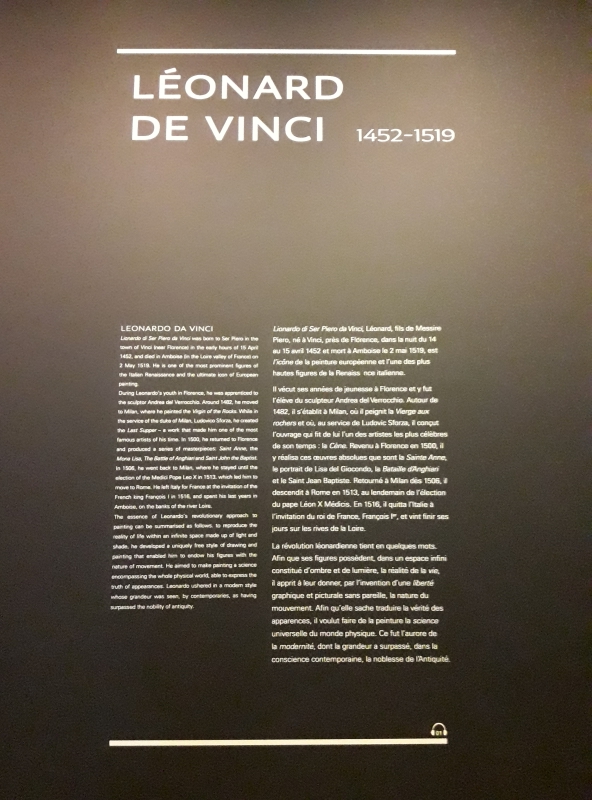 LÉONARD
DE VINCI 1452-1519
LEONARDO DA VINCI
Lionardo di Ser Piero da Vinci was born to Ser Piero in the
town of Vinci (near Florence) in the early hours of 15 April
1452, and died in Amboise (in the Loire valley of France) on
2 May 1519. He is one of the most prominent figures of
the Italian Renaissance and the ultimate icon of European
painting.
During Leonardo's youth in Florence, he was apprenticed to
the sculptor Andrea del Verrocchio. Around 1482, he moved
to Milan, where he painted the Virgin of the Rocks. While in
the service of the duke of Milan, Ludovico Sforza, he created
the Last Supper – a work that made him one of the most
famous artists of his time. In 1500, he returned to Florence
and produced a series of masterpieces: Saint Anne, the
Mona Lisa, The Battle of Anghiari and Saint John the Baptist.
In 1506, he went back to Milan, where he stayed until the
election of the Medici Pope Leo X in 1513, which led him to
move to Rome. He left Italy for France at the invitation of the
French king François I in 1516, and spent his last years in
Amboise, on the banks of the river Loire.
The essence of Leonardo's revolutionary approach to
painting can be summarised as follows: to reproduce the
reality of life within an infinite space made up of light and
shade, he developed a uniquely free style of drawing and
painting that enabled him to endow his figures with the
nature of movement. He aimed to make painting a science
encompassing the whole physical world, able to express the
truth of appearances. Leonardo ushered in a modern style
whose grandeur was seen, by contemporaries, as having
surpassed the nobility of antiquity.
Lionardo di Ser Piero da Vinci, Léonard, fils de Messire
Piero, né à Vinci, près de Florence, dans la nuit du 14
au 15 avril 1452 et mort à Amboise le 2 mai 1519, est
l'icône de la peinture européenne et l'une des plus
hautes figures de la Renaiss nce italienne.
Il vécut ses années de jeunesse à Florence et y fut
l'élève du sculpteur Andrea del Verrocchio. Autour de
1482, il s'établit à Milan, où il peignit la Vierge aux
rochers et où, au service de Ludovic Sforza, il conçut
l'ouvrage qui fit de lui l'un des artistes les plus célèbres
de son temps : la Cène. Revenu à Florence en 1500, il
y réalisa ces œuvres absolues que sont la Sainte Anne,
le portrait de Lisa del Giocondo, la Bataille d'Anghiari
et le Saint Jean Baptiste. Retourné à Milan dès 1506, il
descendit à Rome en 1513, au lendemain de l'élection
du pape Léon X Médicis. En 1516, il quitta l'Italie à
l'invitation du roi de France, François Iᵉʳ, et vint finir ses
jours sur les rives de la Loire.
La révolution léonardienne tient en quelques mots.
Afin que ses figures possèdent, dans un espace infini
constitué d'ombre et de lumière, la réalité de la vie,
il apprit à leur donner, par l'invention d'une liberté
graphique et picturale sans pareille, la nature du
mouvement. Afin qu'elle sache traduire la vérité des
apparences, il voulut faire de la peinture la science
universelle du monde physique. Ce fut l'aurore de
la modernité, dont la grandeur a surpassé, dans la
conscience contemporaine, la noblesse de l'Antiquité.
01